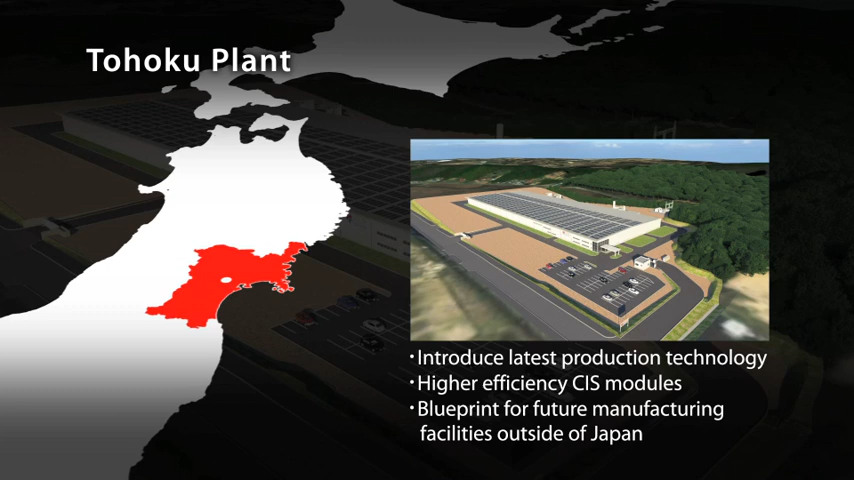 Tohoku Plant
・Introduce latest production technology
・Higher efficiency CIS modules
・Blueprint for future manufacturing
facilities outside of Japan